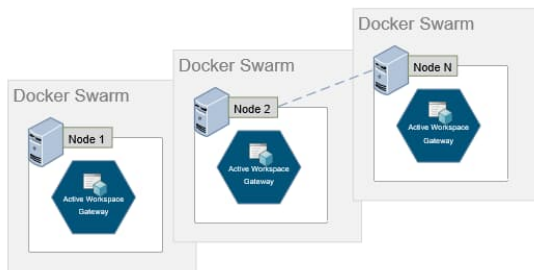 Docker Swarm
Node 1
Active Workspace
Gateway
Docker Swarm
Node 2
Active Workspace
Gateway
Docker Swarm
Node N
Active Workspace
Gateway